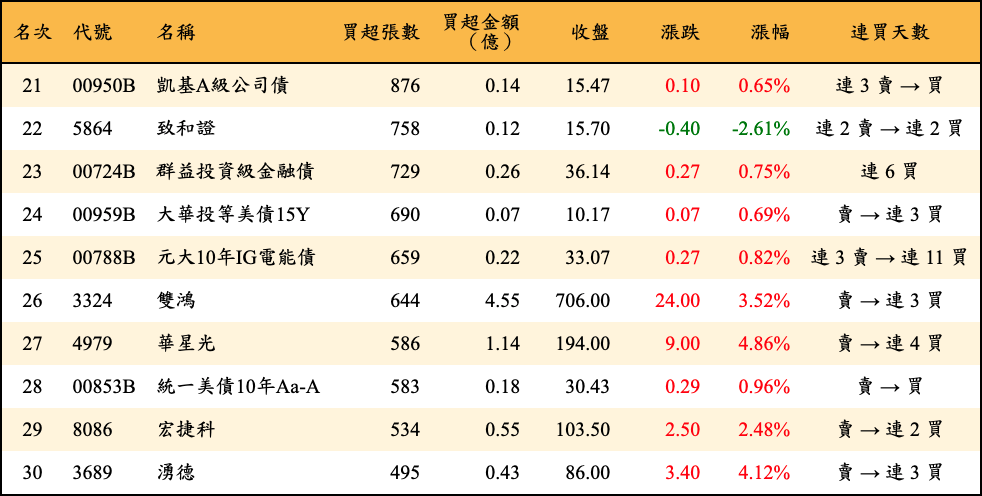 名次 代號 名稱 買超張數 買超金額（億） 收盤 漲跌 漲幅 連買天數
21 00950B 凱基A級公司債 876 0.14 15.47 0.10 0.65% 連 3 賣 → 買
22 5864 致和證 758 0.12 15.70 -0.40 -2.61% 連 2 賣 → 連 2 買
23 00724B 群益投資級金融債 729 0.26 36.14 0.27 0.75% 連 6 買
24 00959B 大華投等美債15Y 690 0.07 10.17 0.07 0.69% 賣 → 連 3 買
25 00788B 元大10年IG電能債 659 0.22 33.07 0.27 0.82% 連 3 賣 → 連 11 買
26 3324 雙鴻 644 4.55 706.00 24.00 3.52% 賣 → 連 3 買
27 4979 華星光 586 1.14 194.00 9.00 4.86% 賣 → 連 4 買
28 00853B 統一美債10年Aa-A 583 0.18 30.43 0.29 0.96% 賣 → 買
29 8086 宏捷科 534 0.55 103.50 2.50 2.48% 賣 → 連 2 買
30 3689 湧德 495 0.43 86.00 3.40 4.12% 賣 → 連 3 買